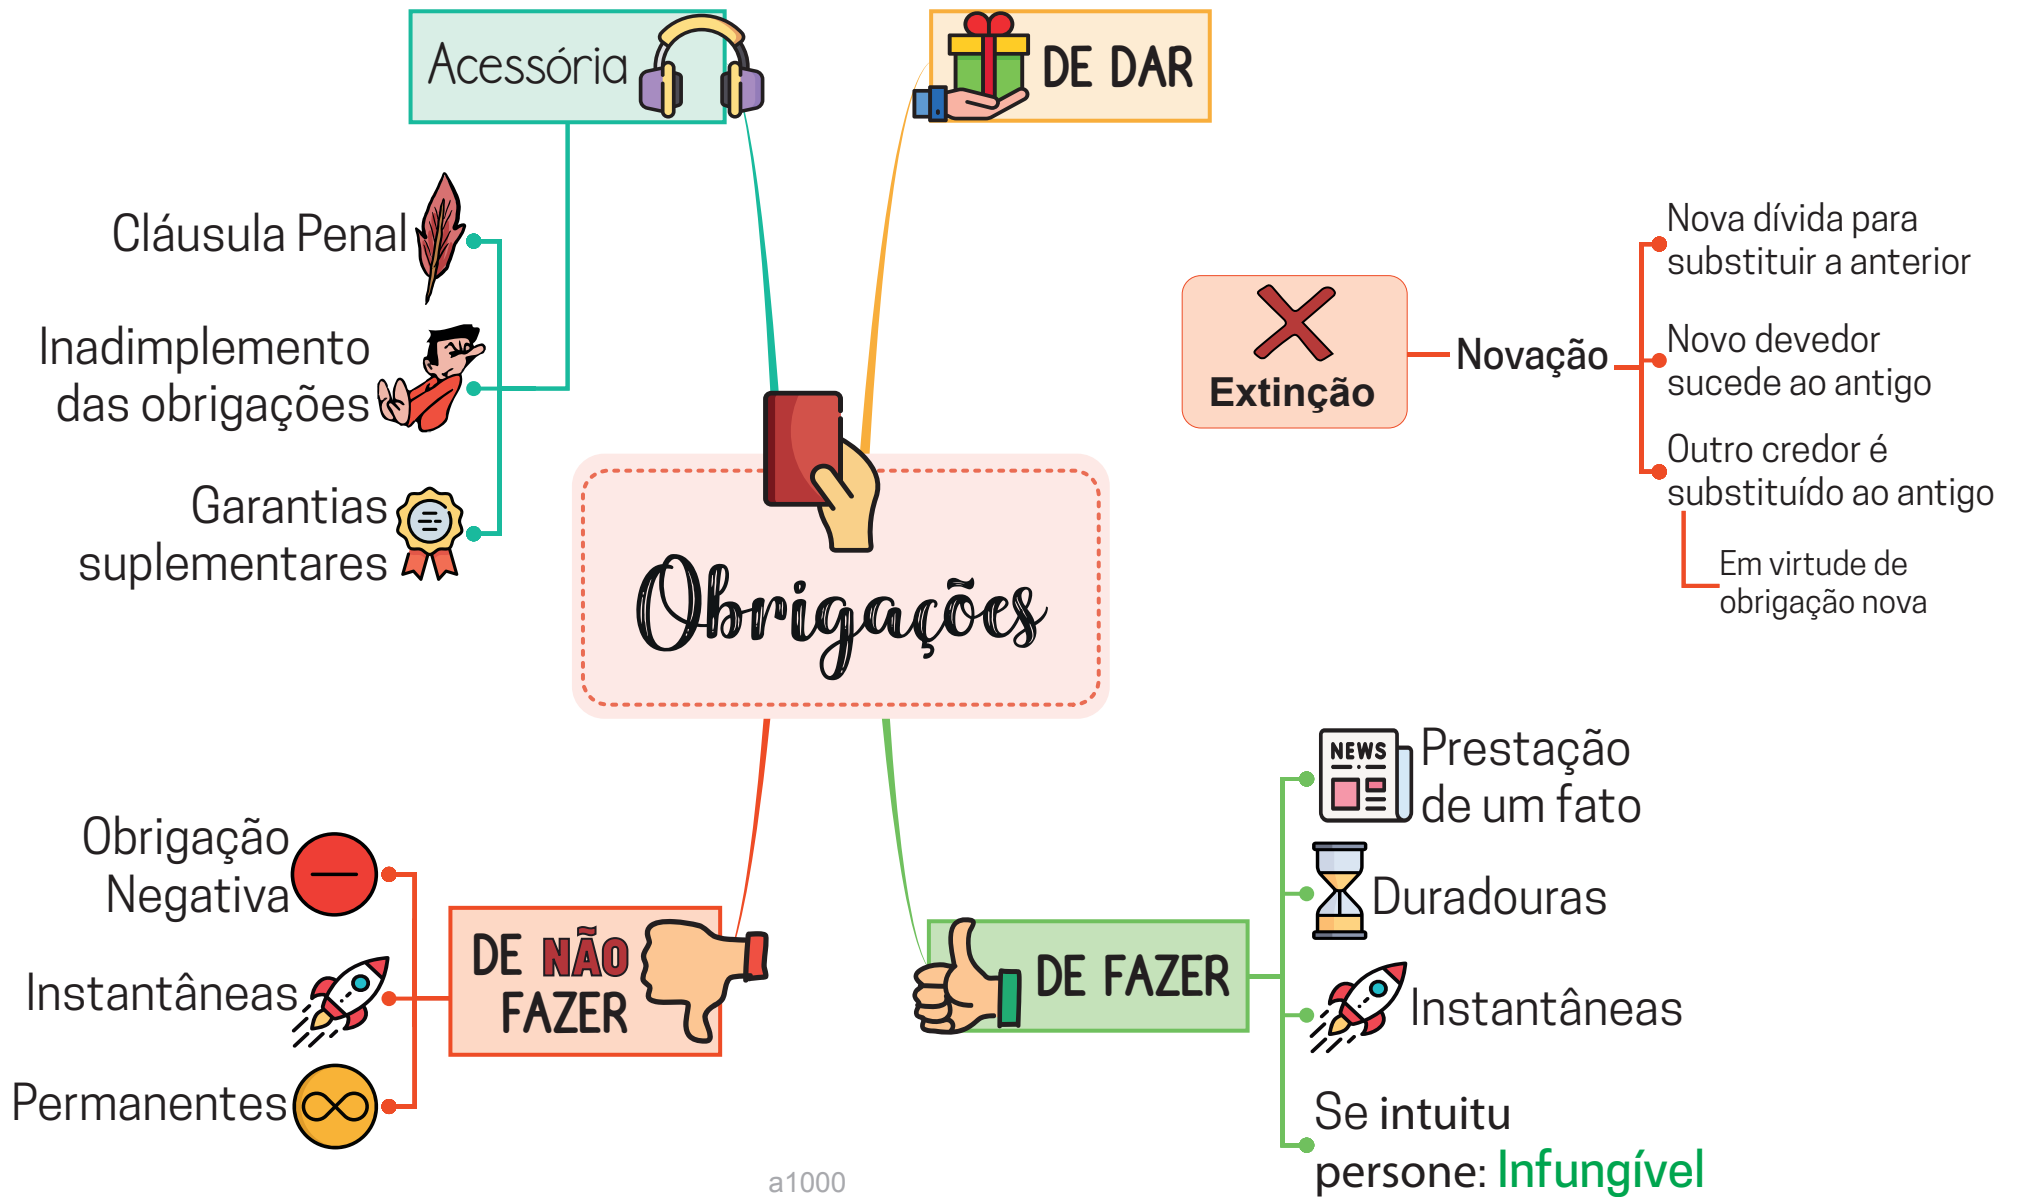 Acessória
DE DAR
Cláusula Penal
Inadimplemento
das obrigações
Garantias
suplementares
Extinção
Novação
Nova dívida para
substituir a anterior
Novo devedor
sucede ao antigo
Outro credor é
substituído ao antigo
Em virtude de
obrigação nova
Obrigações
Obrigação
Negativa
Instantâneas
Permanentes
DE NÃO
FAZER
DE FAZER
NEWS
Prestação
de um fato
Duradouras
Instantâneas
Se intuitu
persone: Infungível
a1000